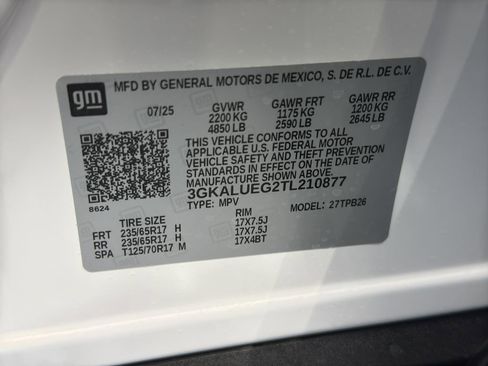 gm MFD BY GENERAL MOTORS DE MEXICO, S. DE R.L. DE C.V.
07/25 GVWR GAWR FRT GAWR RR
2200 KG 1175 KG 1200 KG
4850 LB 2590 LB 2645 LB
THIS VEHICLE CONFORMS TO ALL
APPLICABLE U.S. FEDERAL MOTOR
VEHICLE SAFETY AND THEFT PREVENTION
STANDARDS IN EFFECT ON THE DATE OF
MANUFACTURE SHOWN ABOVE.
3GKALUEG2TL210877
8624 TYPE: MPV 27TPB26
TIRE SIZE RIM
FRT 235/65R17 H 17X7.5J
RR 235/65R17 H 17X7.5J
SPA T125/70R17 M 17X4BT